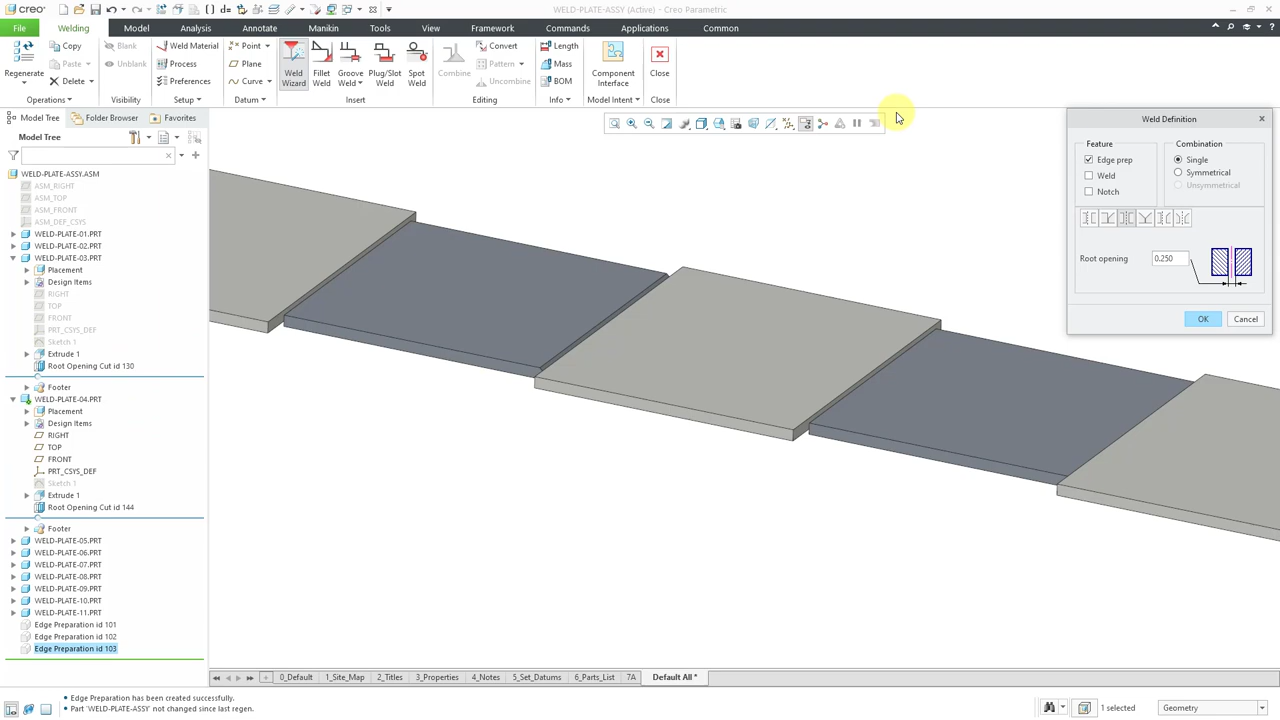 creo
WELD-PLATE-ASSY (Active) - Creo Parametric
File Welding Model Analysis Annotate Manikin Tools View Framework Commands Applications Common
Regenerate
Copy
Paste
Delete
Operations
Blank
Unblank
Visibility
Weld Material
Process
Preferences
Setup
Point
Plane
Curve
Datum
Weld Wizard
Fillet Weld
Groove Weld
Plug/Slot Weld
Spot Weld
Insert
Combine
Convert
Pattern
Uncombine
Editing
Length
Mass
BOM
Info
Component Interface
Model Intent
Close
Close
Model Tree Folder Browser Favorites
Model Tree
WELD-PLATE-ASSY.ASM
ASM_RIGHT
ASM_TOP
ASM_FRONT
ASM_DEF_CSYS
WELD-PLATE-01.PRT
WELD-PLATE-02.PRT
WELD-PLATE-03.PRT
Placement
Design Items
RIGHT
TOP
FRONT
PRT_CSYS_DEF
Sketch 1
Extrude 1
Root Opening Cut id 130
Footer
WELD-PLATE-04.PRT
Placement
Design Items
RIGHT
TOP
FRONT
PRT_CSYS_DEF
Sketch 1
Extrude 1
Root Opening Cut id 144
Footer
WELD-PLATE-05.PRT
WELD-PLATE-06.PRT
WELD-PLATE-07.PRT
WELD-PLATE-08.PRT
WELD-PLATE-09.PRT
WELD-PLATE-10.PRT
WELD-PLATE-11.PRT
Edge Preparation id 101
Edge Preparation id 102
Edge Preparation id 103
Weld Definition
Feature
Edge prep
Weld
Notch
Combination
Single
Symmetrical
Unsymmetrical
Root opening 0.250
OK Cancel
0_Default 1_Site_Map 2_Titles 3_Properties 4_Notes 5_Set_Datums 6_Parts_List 7A Default All *
• Edge Preparation has been created successfully.
• Part 'WELD-PLATE-ASSY' not changed since last regen.
1 selected
Geometry